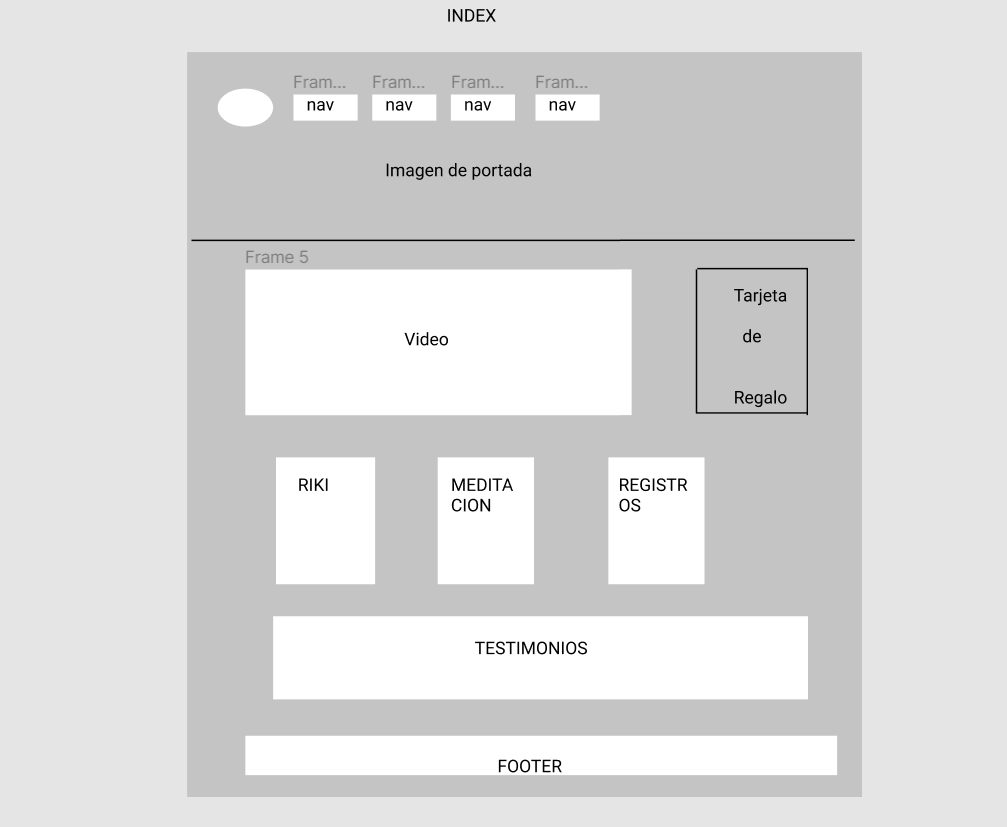 INDEX
Fram... Fram... Fram... Fram...
nav nav nav nav
Imagen de portada
Frame 5
Video
Tarjeta
de
Regalo
RIKI
MEDITA
CION
REGISTR
OS
TESTIMONIOS
FOOTER